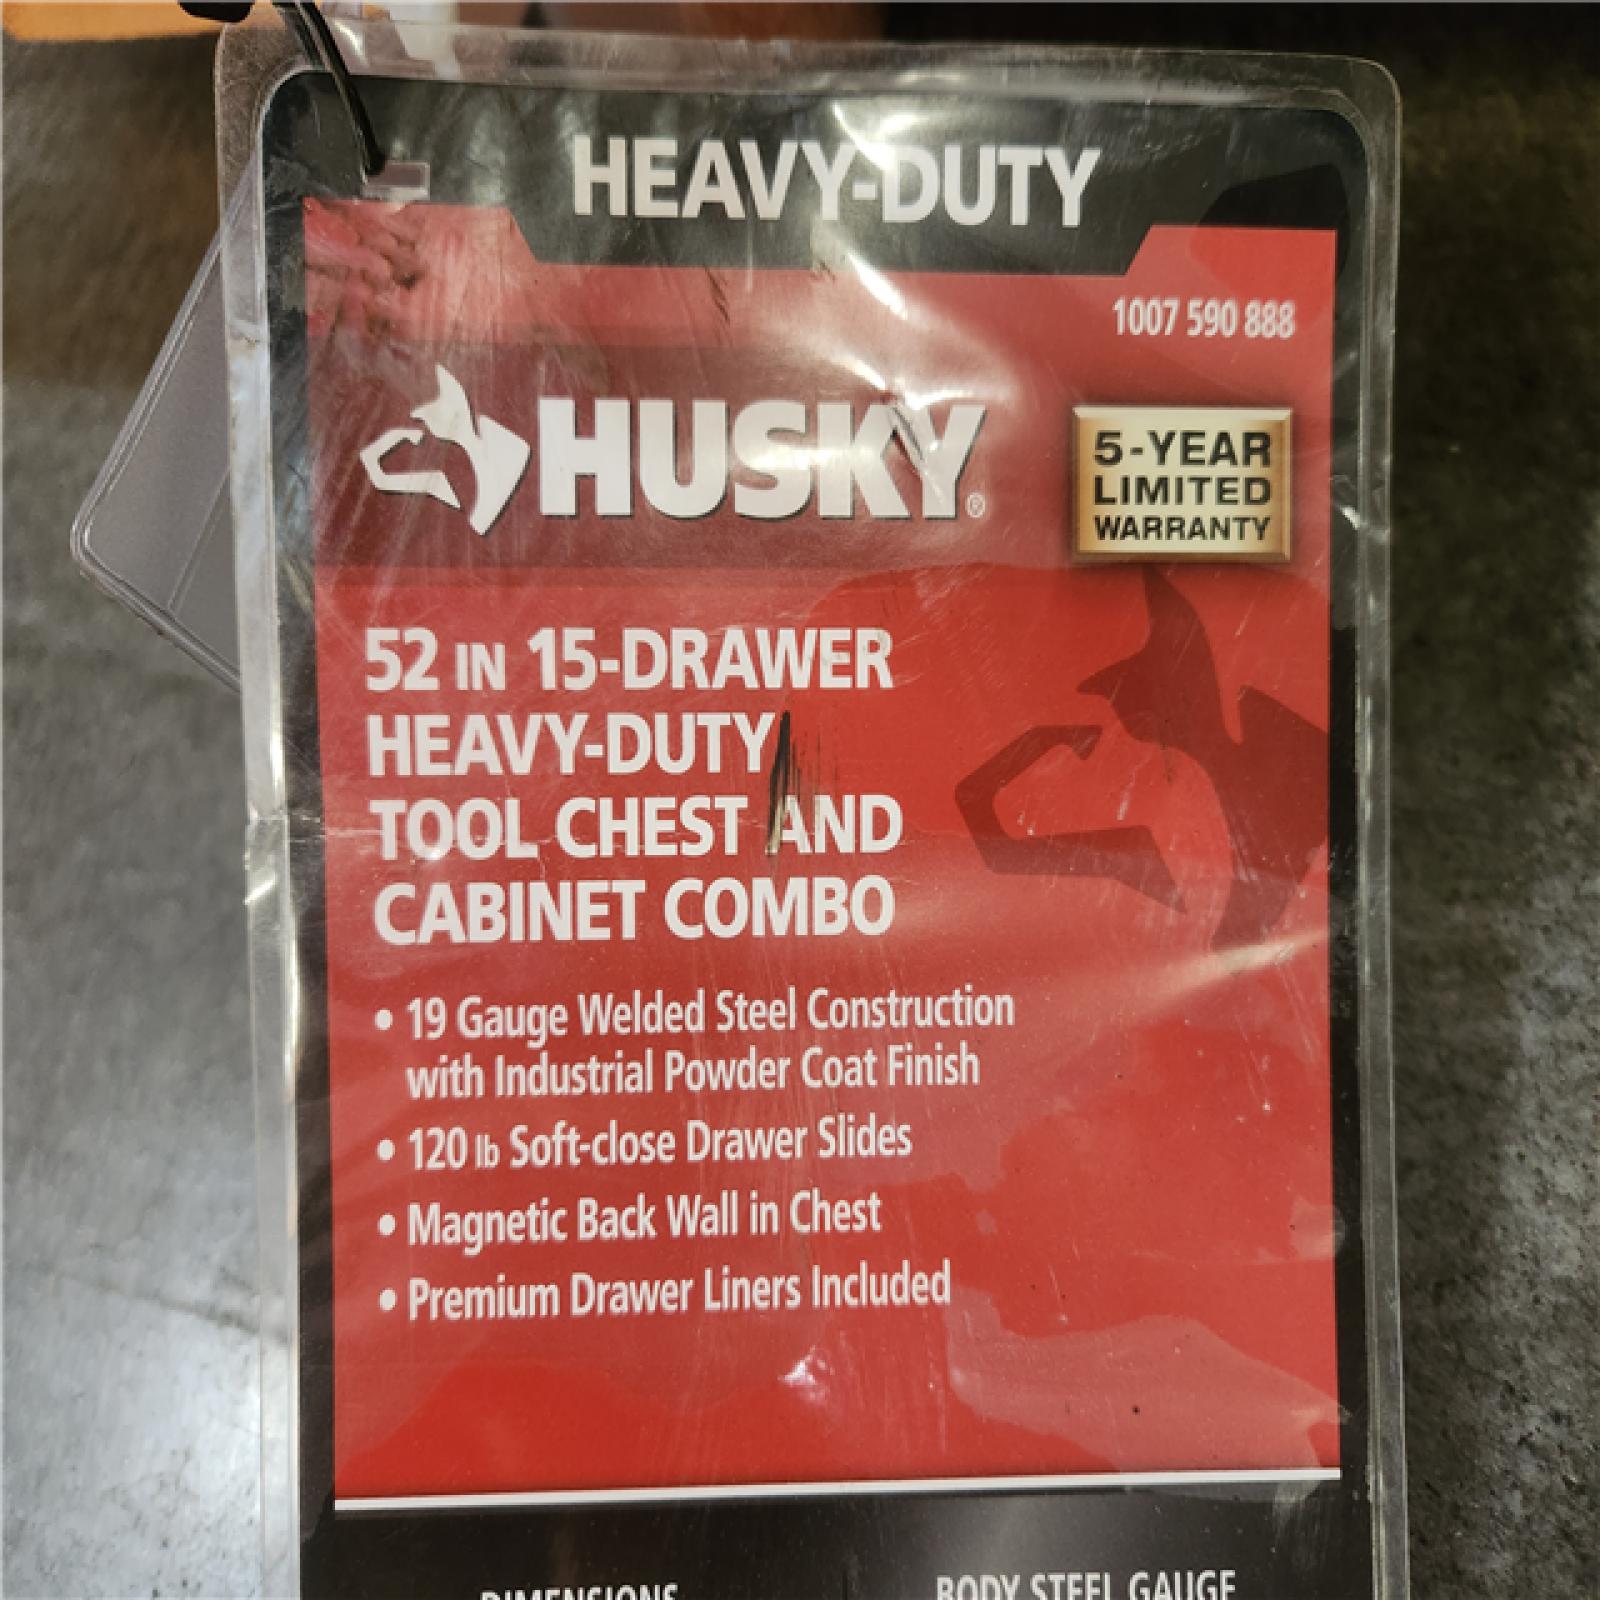 HEAVY-DUTY
1007 590 888
HUSKY®
5-YEAR
LIMITED
WARRANTY
52 IN 15-DRAWER
HEAVY-DUTY
TOOL CHEST AND
CABINET COMBO
• 19 Gauge Welded Steel Construction
with Industrial Powder Coat Finish
• 120 lb Soft-close Drawer Slides
• Magnetic Back Wall in Chest
• Premium Drawer Liners Included
DIMENSIONS
BODY STEEL GAUGE